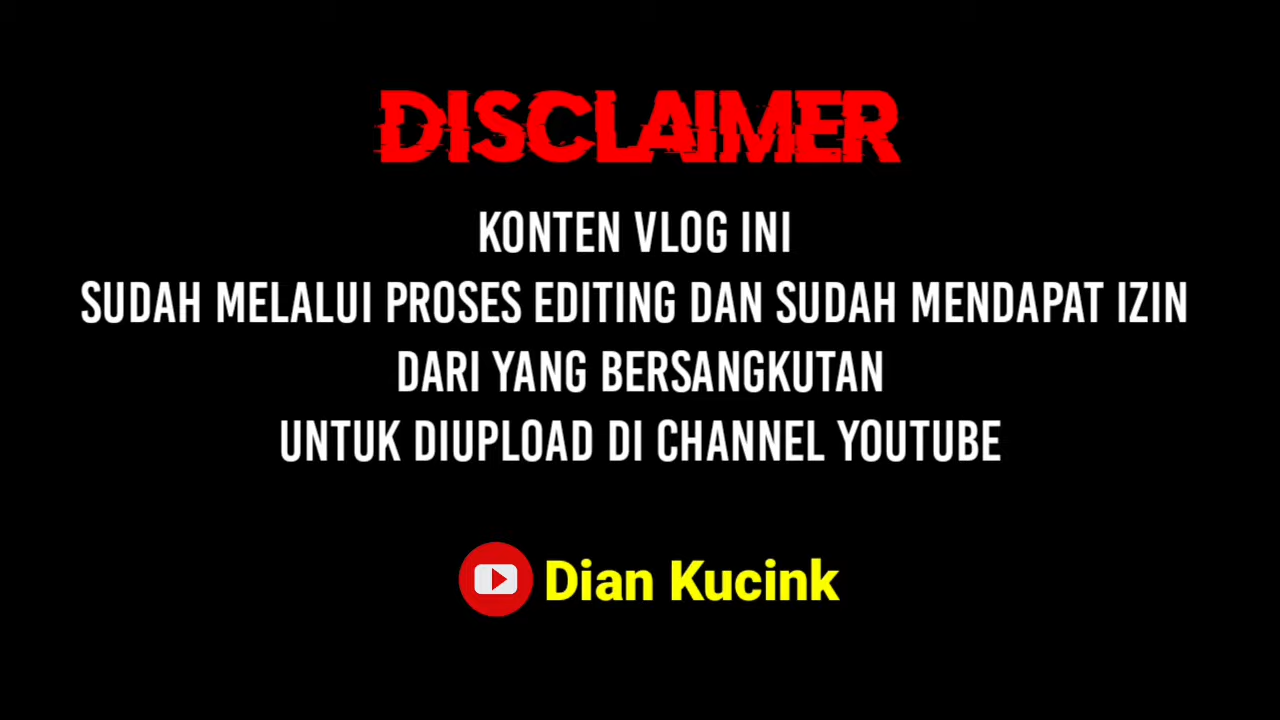 DISCLAIMER
KONTEN VLOG INI
SUDAH MELALUI PROSES EDITING DAN SUDAH MENDAPAT IZIN
DARI YANG BERSANGKUTAN
UNTUK DIUPLOAD DI CHANNEL YOUTUBE
Dian Kucink